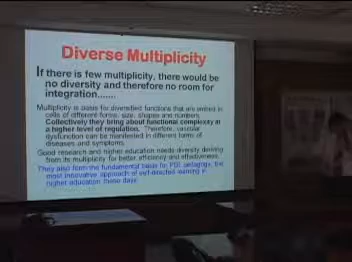 Diverse Multiplicity
If there is few multiplicity, there would be
no diversity and therefore no room for
integration.......
Multiplicity is basis for diversified functions that are embed in
cells of different forms, size, shapes and numbers.
Collectively they bring about functional complexity at
a higher level of regulation. Therefore, vascular
dysfunction can be manifested in different forms of
diseases and symptoms.
Good research and higher education needs diversity deriving
from its multiplicity for better efficiency and effectiveness.
They also form the fundamental basis for PBL pedagogy, the
most innovative approach of self-directed learning in
higher education these days.